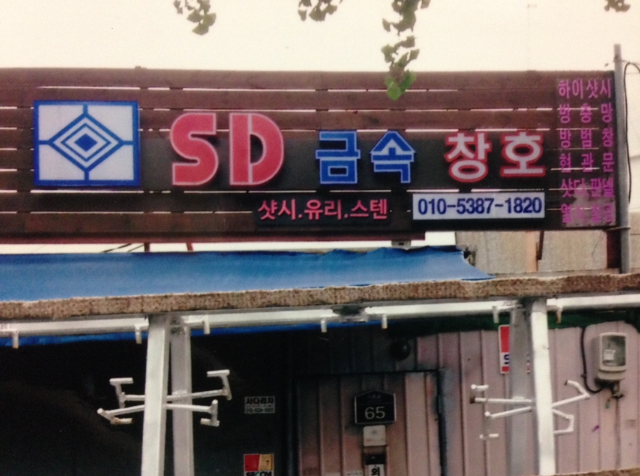 SD 금속 창호
샷시.유리.스텐
010-5387-1820
하이샷시
방충망
방범창
현관문
65